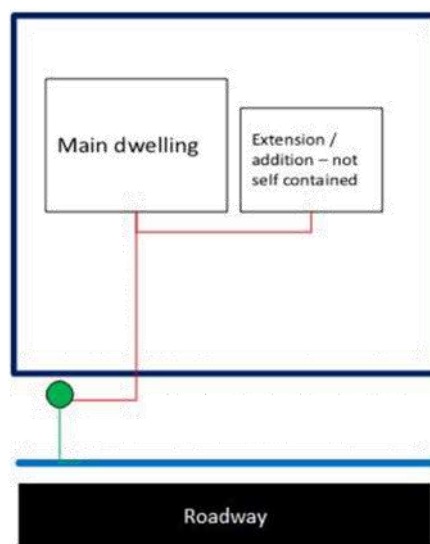 Main dwelling
Extension /
addition – not
self contained
Roadway